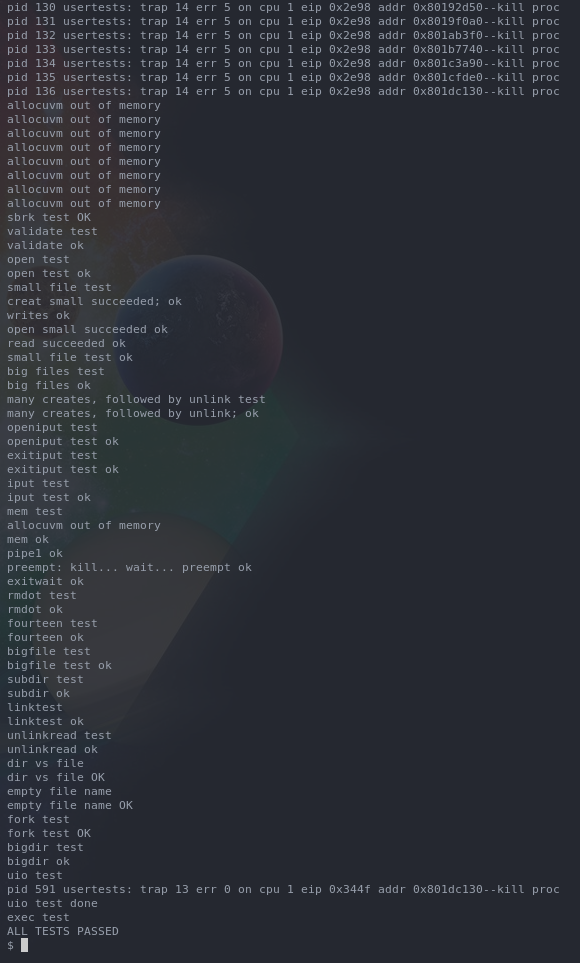 pid 130 usertests: trap 14 err 5 on cpu 1 eip 0x2e98 addr 0x80192d50--kill proc
pid 131 usertests: trap 14 err 5 on cpu 1 eip 0x2e98 addr 0x8019f0a0--kill proc
pid 132 usertests: trap 14 err 5 on cpu 1 eip 0x2e98 addr 0x801ab3f0--kill proc
pid 133 usertests: trap 14 err 5 on cpu 1 eip 0x2e98 addr 0x801b7740--kill proc
pid 134 usertests: trap 14 err 5 on cpu 1 eip 0x2e98 addr 0x801c3a90--kill proc
pid 135 usertests: trap 14 err 5 on cpu 1 eip 0x2e98 addr 0x801cfde0--kill proc
pid 136 usertests: trap 14 err 5 on cpu 1 eip 0x2e98 addr 0x801dc130--kill proc
allocuvm out of memory
allocuvm out of memory
allocuvm out of memory
allocuvm out of memory
allocuvm out of memory
allocuvm out of memory
allocuvm out of memory
allocuvm out of memory
sbrk test OK
validate test
validate ok
open test
open test ok
small file test
creat small succeeded; ok
writes ok
open small succeeded ok
read succeeded ok
small file test ok
big files test
big files ok
many creates, followed by unlink test
many creates, followed by unlink; ok
openiput test
openiput test ok
exitiput test
exitiput test ok
iput test
iput test ok
mem test
allocuvm out of memory
mem ok
pipe1 ok
preempt: kill... wait... preempt ok
exitwait ok
rmdot test
rmdot ok
fourteen test
fourteen ok
bigfile test
bigfile test ok
subdir test
subdir ok
linktest
linktest ok
unlinkread test
unlinkread ok
dir vs file
dir vs file OK
empty file name
empty file name OK
fork test
fork test OK
bigdir test
bigdir ok
uio test
pid 591 usertests: trap 13 err 0 on cpu 1 eip 0x344f addr 0x801dc130--kill proc
uio test done
exec test
ALL TESTS PASSED
$